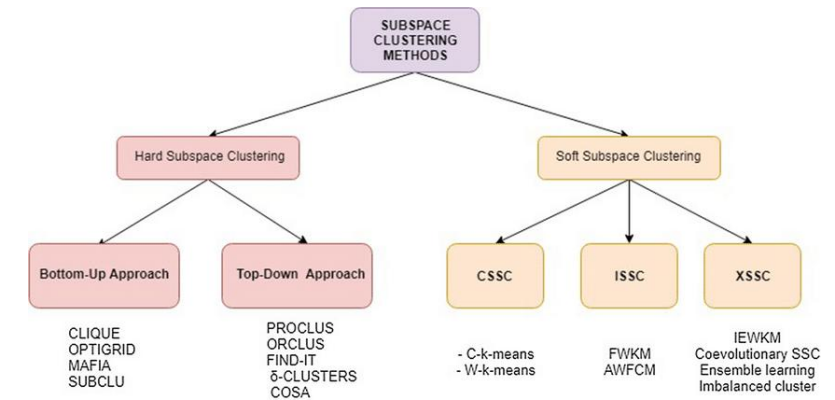 SUBSPACE
CLUSTERING
METHODS
Hard Subspace Clustering
Soft Subspace Clustering
Bottom-Up Approach
Top-Down Approach
CSSC
ISSC
XSSC
CLIQUE
OPTIGRID
MAFIA
SUBCLU
PROCLUS
ORCLUS
FIND-IT
δ-CLUSTERS
COSA
- C-k-means
- W-k-means
FWKM
AWFCM
IEWKM
Coevolutionary SSC
Ensemble learning
Imbalanced cluster